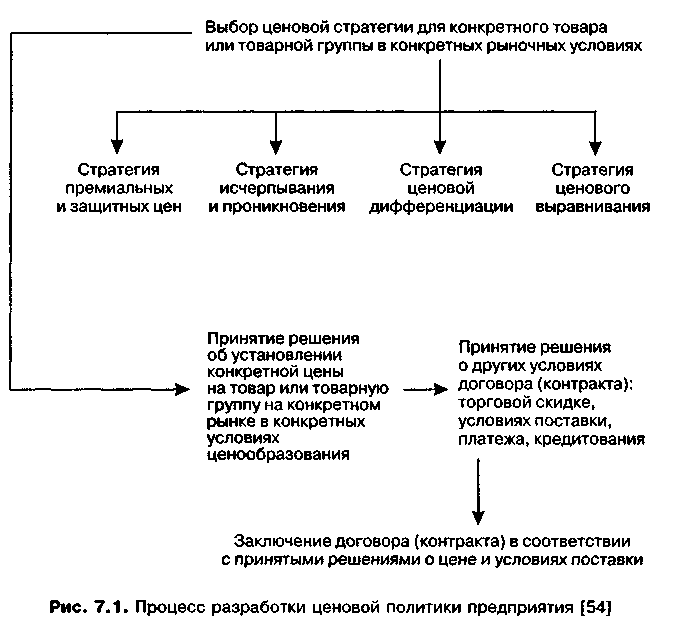 Выбор ценовой стратегии для конкретного товара
или товарной группы в конкретных рыночных условиях
Стратегия
премиальных
и защитных цен
Стратегия
исчерпывания
и проникновения
Стратегия
ценовой
дифференциации
Стратегия
ценового
выравнивания
Принятие решения
об установлении
конкретной цены
на товар или товарную
группу на конкретном
рынке в конкретных
условиях
ценообразования
Принятие решения
о других условиях
договора (контракта):
торговой скидке,
условиях поставки,
платежа, кредитования
Заключение договора (контракта) в соответствии
с принятыми решениями о цене и условиях поставки
Рис. 7.1. Процесс разработки ценовой политики предприятия [54]